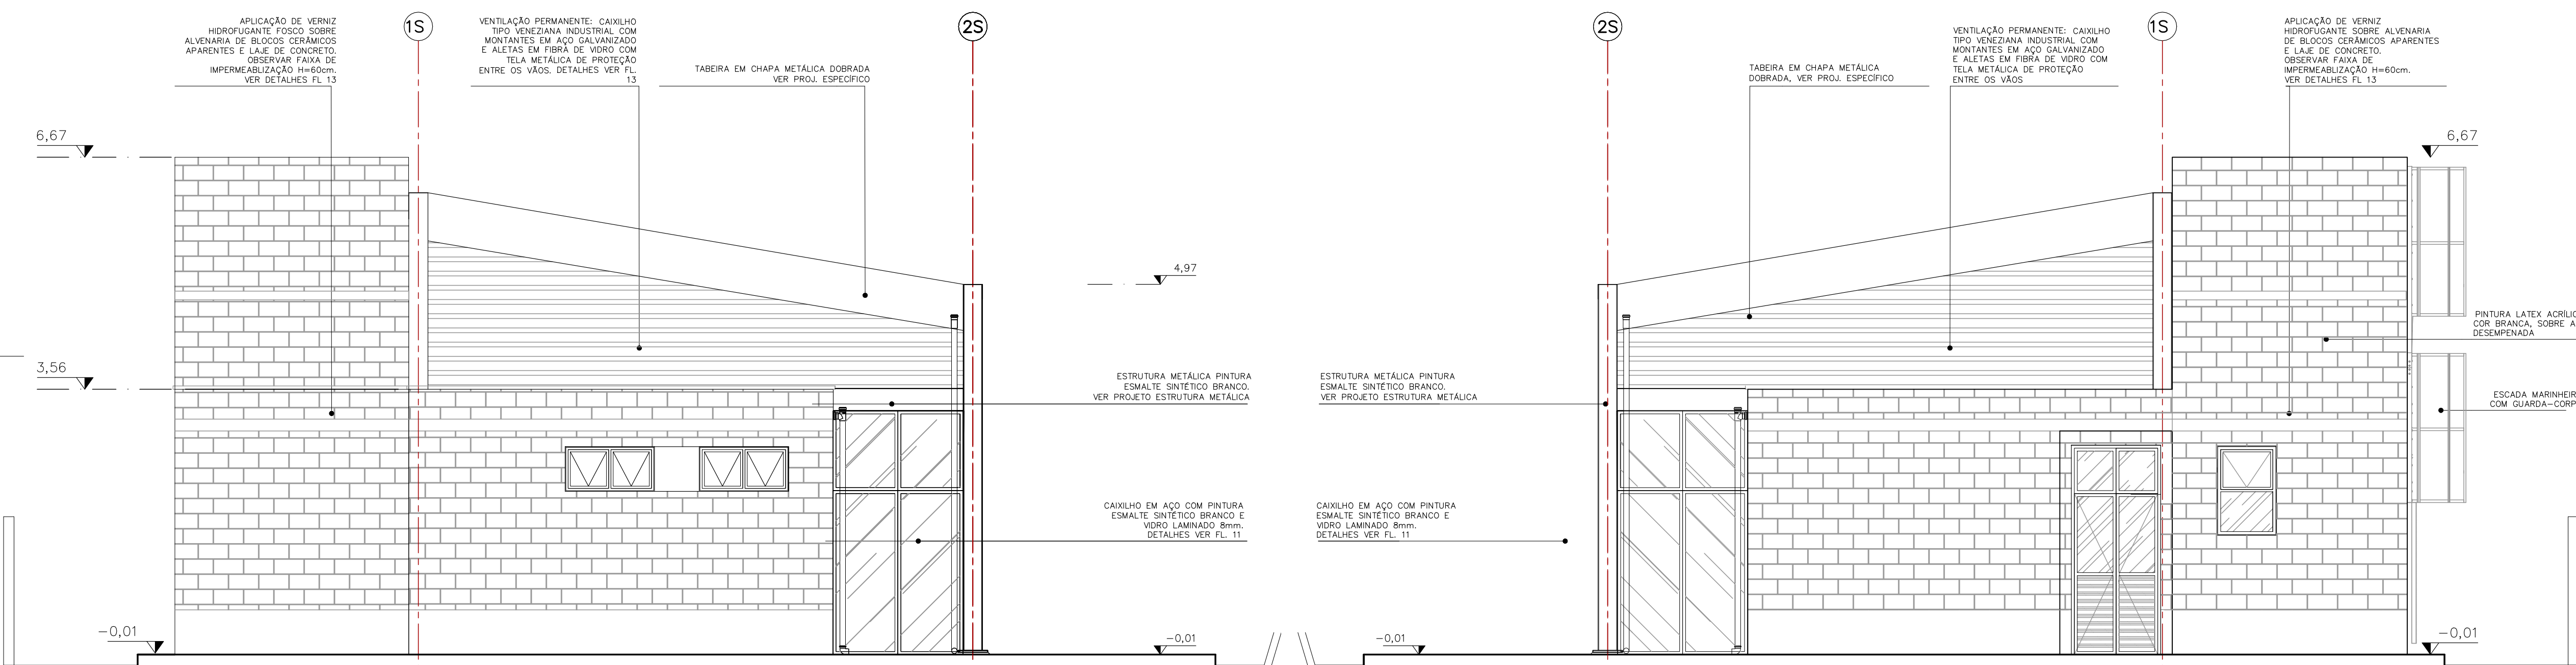 APLICAÇÃO DE VERNIZ
HIDROFUGANTE FOSCO SOBRE
ALVENARIA DE BLOCOS CERÂMICOS
APARENTES E LAJE DE CONCRETO.
OBSERVAR FAIXA DE
IMPERMEABLIZAÇÃO H=60cm.
VER DETALHES FL 13
1S
VENTILAÇÃO PERMANENTE: CAIXILHO
TIPO VENEZIANA INDUSTRIAL COM
MONTANTES EM AÇO GALVANIZADO
E ALETAS EM FIBRA DE VIDRO COM
TELA METÁLICA DE PROTEÇÃO
ENTRE OS VÃOS. DETALHES VER FL.
13
TABEIRA EM CHAPA METÁLICA DOBRADA
VER PROJ. ESPECÍFICO
2S
6,67
4,97
3,56
ESTRUTURA METÁLICA PINTURA
ESMALTE SINTÉTICO BRANCO.
VER PROJETO ESTRUTURA METÁLICA
CAIXILHO EM AÇO COM PINTURA
ESMALTE SINTÉTICO BRANCO E
VIDRO LAMINADO 8mm.
DETALHES VER FL. 11
-0,01
-0,01
2S
TABEIRA EM CHAPA METÁLICA
DOBRADA, VER PROJ. ESPECÍFICO
VENTILAÇÃO PERMANENTE: CAIXILHO
TIPO VENEZIANA INDUSTRIAL COM
MONTANTES EM AÇO GALVANIZADO
E ALETAS EM FIBRA DE VIDRO COM
TELA METÁLICA DE PROTEÇÃO
ENTRE OS VÃOS
1S
APLICAÇÃO DE VERNIZ
HIDROFUGANTE SOBRE ALVENARIA
DE BLOCOS CERÂMICOS APARENTES
E LAJE DE CONCRETO.
OBSERVAR FAIXA DE
IMPERMEABLIZAÇÃO H=60cm.
VER DETALHES FL 13
6,67
PINTURA LATEX ACRÍLIC
COR BRANCA, SOBRE A
DESEMPENADA
ESTRUTURA METÁLICA PINTURA
ESMALTE SINTÉTICO BRANCO.
VER PROJETO ESTRUTURA METÁLICA
ESCADA MARINHEIR
COM GUARDA-CORP
CAIXILHO EM AÇO COM PINTURA
ESMALTE SINTÉTICO BRANCO E
VIDRO LAMINADO 8mm.
DETALHES VER FL. 11
-0,01
-0,01